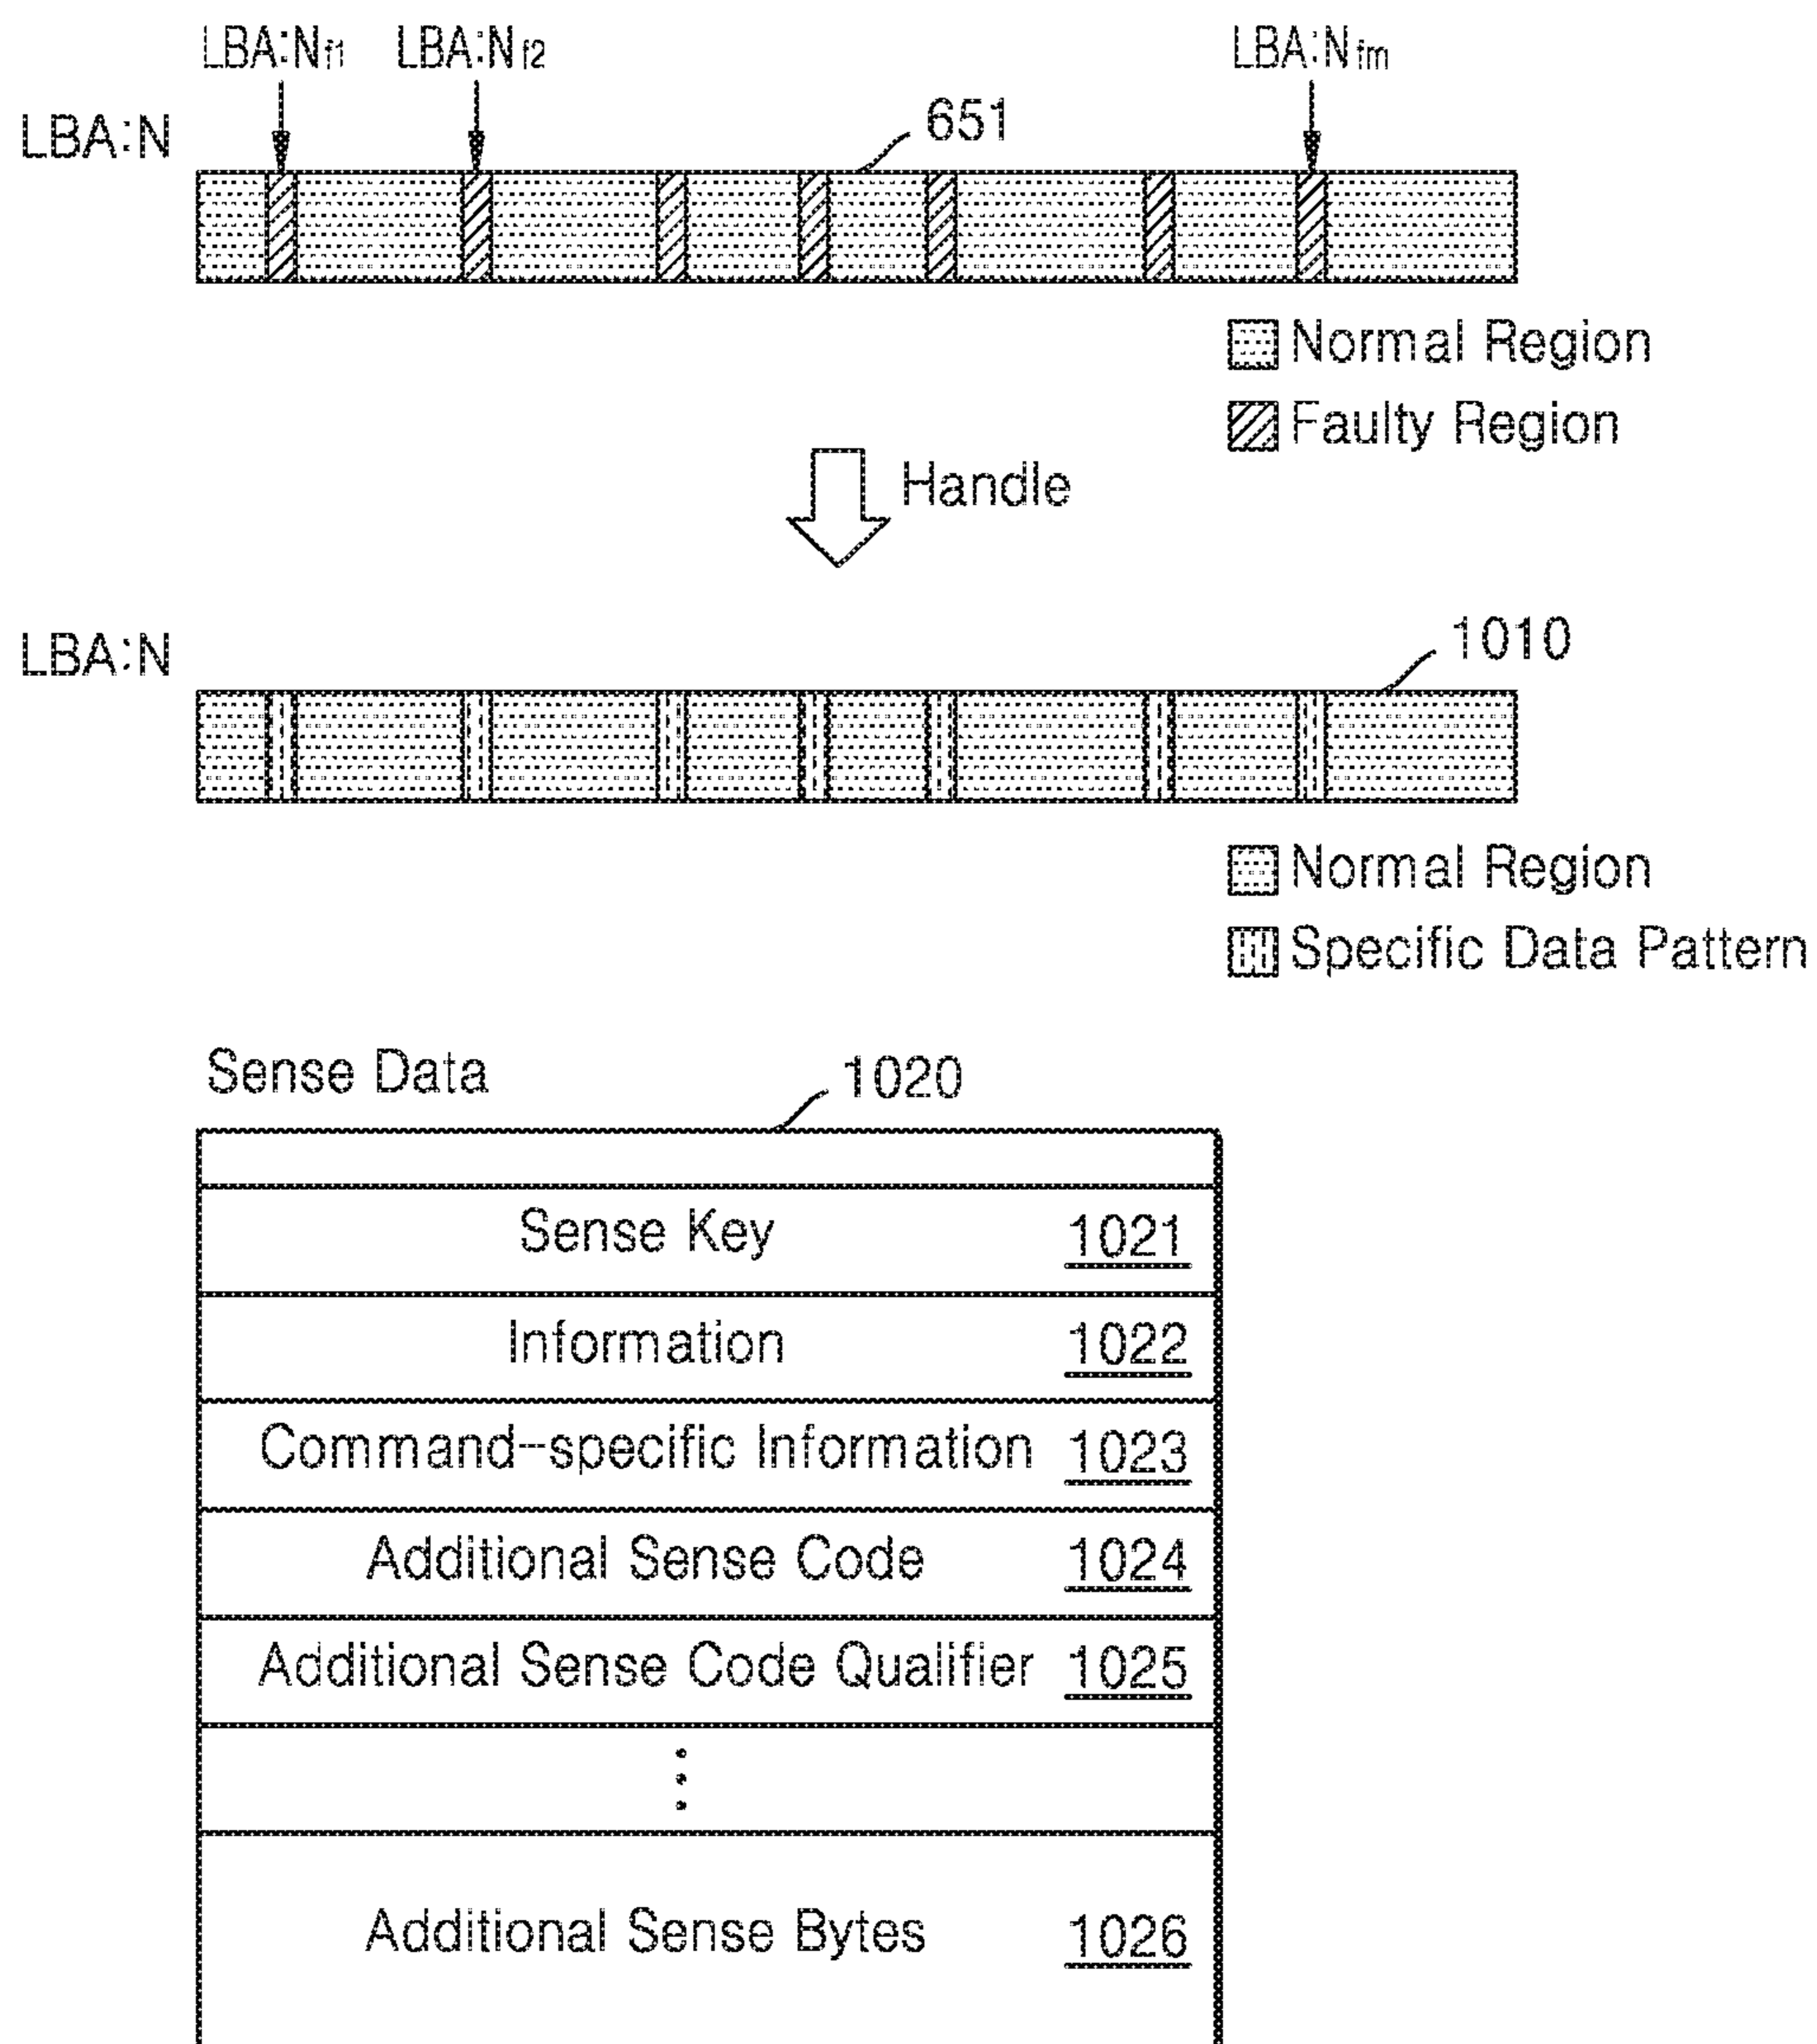 LBA:Nf1 LBA:Nf2 LBA:Nfm
LBA:N
651
Normal Region
Faulty Region
Handle
LBA:N
1010
Normal Region
Specific Data Pattern
Sense Data
1020
Sense Key 1021
Information 1022
Command-specific Information 1023
Additional Sense Code 1024
Additional Sense Code Qualifier 1025
Additional Sense Bytes 1026